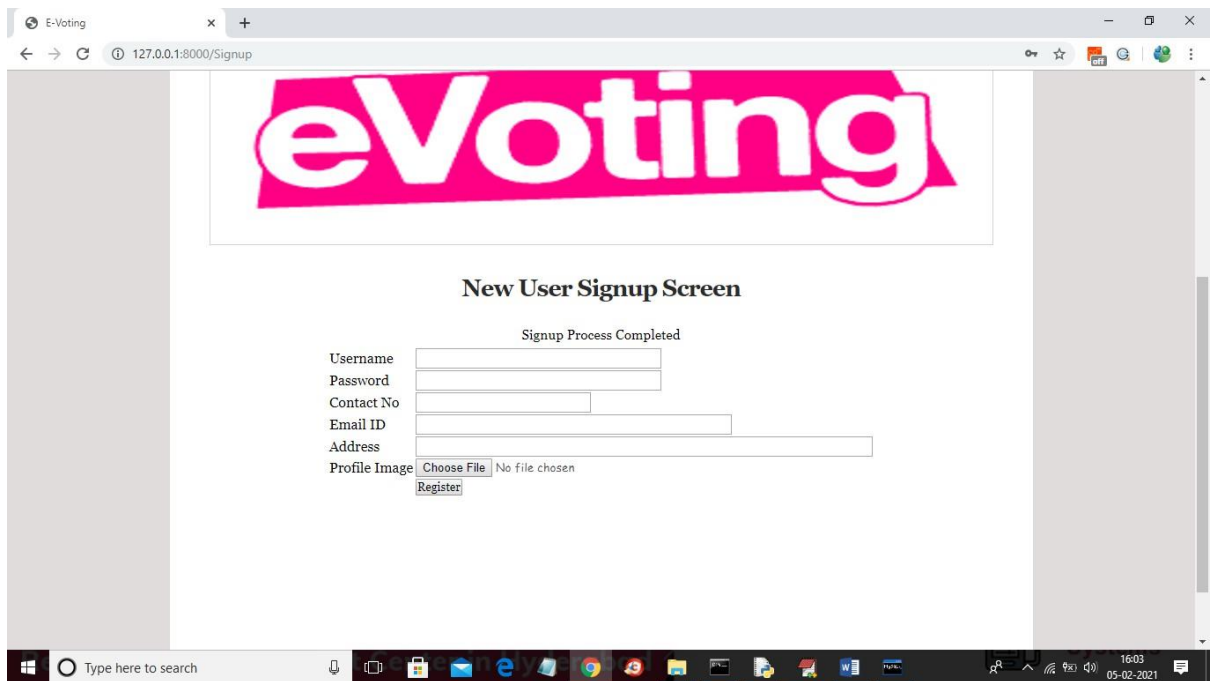 E-Voting
127.0.0.1:8000/Signup
off
eVoting
New User Signup Screen
Signup Process Completed
Username
Password
Contact No
Email ID
Address
Profile Image Choose File No file chosen
Register
Type here to search
16:03
05-02-2021